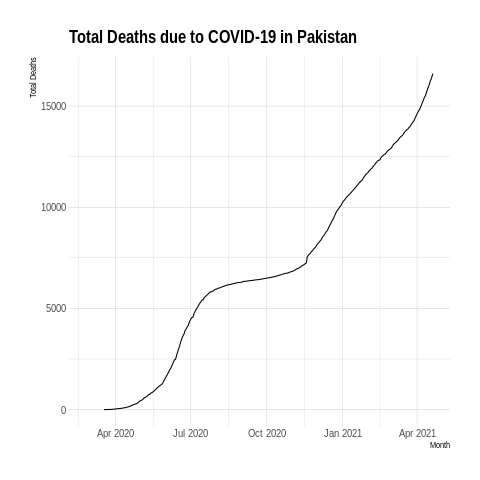 Total Deaths due to COVID-19 in Pakistan
Total Deaths
15000
10000
5000
0
Apr 2020 Jul 2020 Oct 2020 Jan 2021 Apr 2021
Month